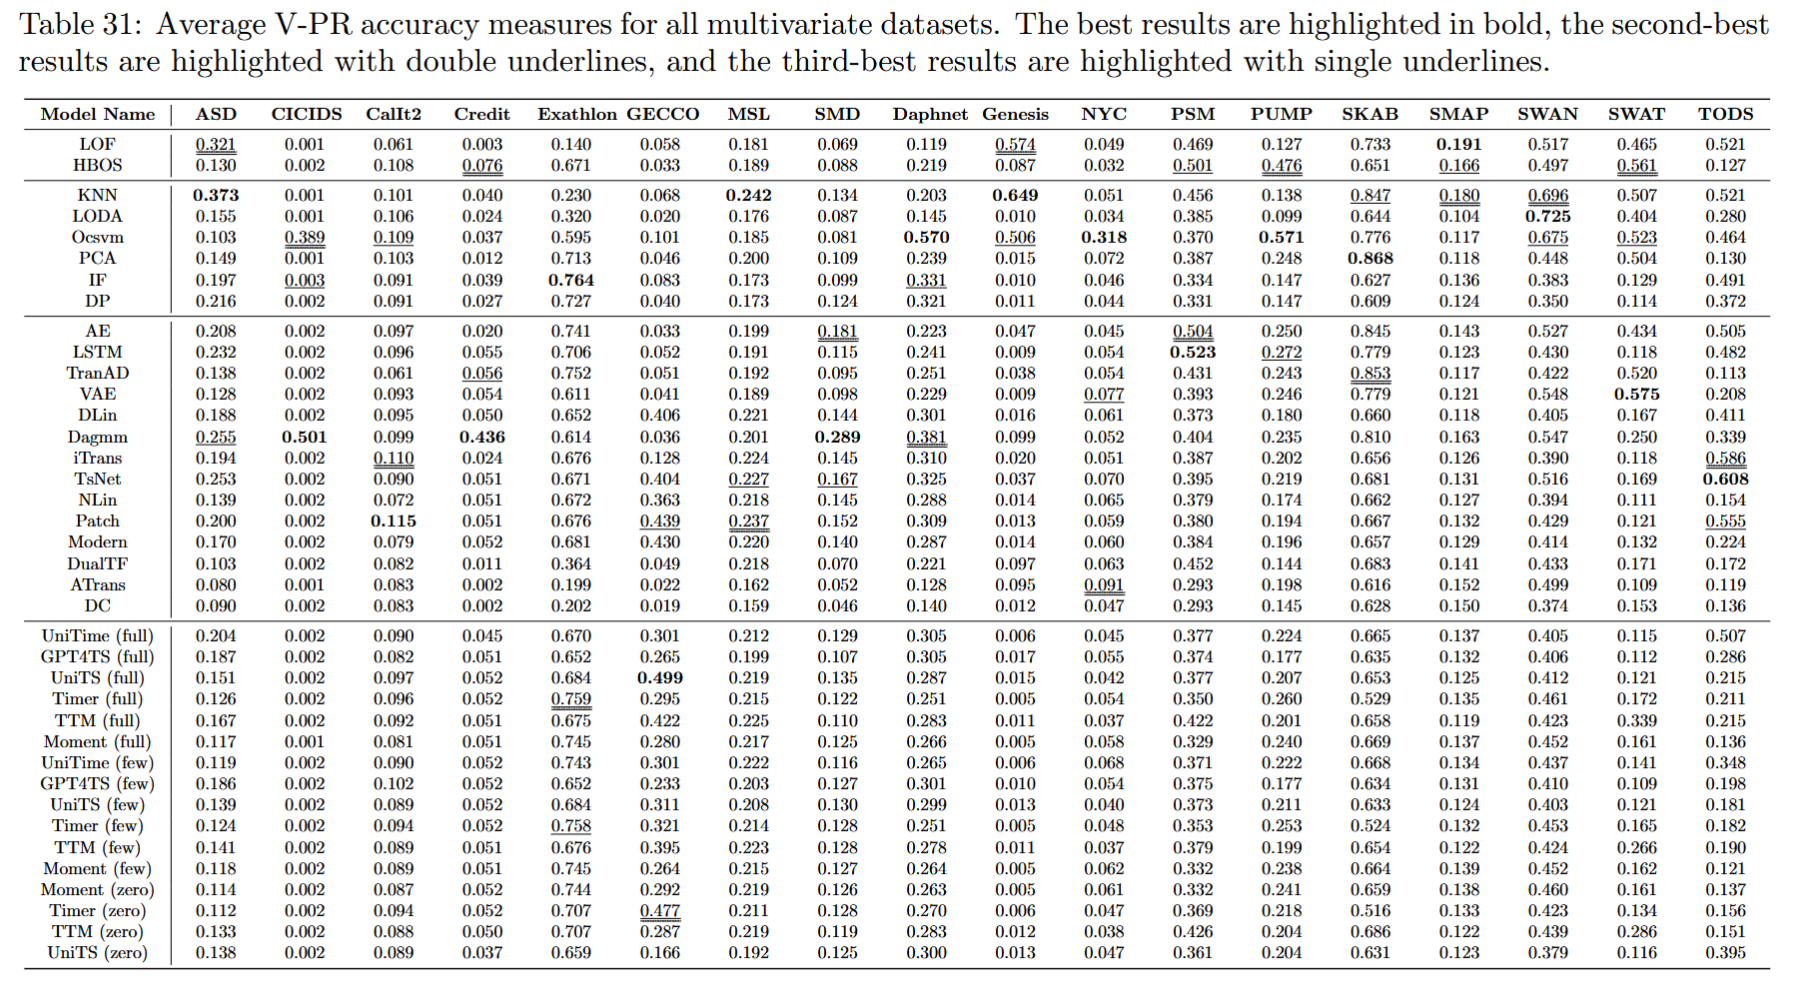 Table 31: Average V-PR accuracy measures for all multivariate datasets. The best results are highlighted in bold, the second-best
results are highlighted with double underlines, and the third-best results are highlighted with single underlines.
Model Name ASD CICIDS CalIt2 Credit Exathlon GECCO MSL SMD Daphnet Genesis NYC PSM PUMP SKAB SMAP SWAN SWAT TODS
LOF 0.321 0.001 0.061 0.003 0.140 0.058 0.181 0.069 0.119 0.574 0.049 0.469 0.127 0.733 0.191 0.517 0.465 0.521
HBOS 0.130 0.002 0.108 0.076 0.671 0.033 0.189 0.088 0.219 0.087 0.032 0.501 0.476 0.651 0.166 0.497 0.561 0.127
KNN 0.373 0.001 0.101 0.040 0.230 0.068 0.242 0.134 0.203 0.649 0.051 0.456 0.138 0.847 0.180 0.696 0.507 0.521
LODA 0.155 0.001 0.106 0.024 0.320 0.020 0.176 0.087 0.145 0.010 0.034 0.385 0.099 0.644 0.104 0.725 0.404 0.280
Ocsvm 0.103 0.389 0.109 0.037 0.595 0.101 0.185 0.081 0.570 0.506 0.318 0.370 0.571 0.776 0.117 0.675 0.523 0.464
PCA 0.149 0.001 0.103 0.012 0.713 0.046 0.200 0.109 0.239 0.015 0.072 0.387 0.248 0.868 0.118 0.448 0.504 0.130
IF 0.197 0.003 0.091 0.039 0.764 0.083 0.173 0.099 0.331 0.010 0.046 0.334 0.147 0.627 0.136 0.383 0.129 0.491
DP 0.216 0.002 0.091 0.027 0.727 0.040 0.173 0.124 0.321 0.011 0.044 0.331 0.147 0.609 0.124 0.350 0.114 0.372
AE 0.208 0.002 0.097 0.020 0.741 0.033 0.199 0.181 0.223 0.047 0.045 0.504 0.250 0.845 0.143 0.527 0.434 0.505
LSTM 0.232 0.002 0.096 0.055 0.706 0.052 0.191 0.115 0.241 0.009 0.054 0.523 0.272 0.779 0.123 0.430 0.118 0.482
TranAD 0.138 0.002 0.061 0.056 0.752 0.051 0.192 0.095 0.251 0.038 0.054 0.431 0.243 0.853 0.117 0.422 0.520 0.113
VAE 0.128 0.002 0.093 0.054 0.611 0.041 0.189 0.098 0.229 0.009 0.077 0.393 0.246 0.779 0.121 0.548 0.575 0.208
DLin 0.188 0.002 0.095 0.050 0.652 0.406 0.221 0.144 0.301 0.016 0.061 0.373 0.180 0.660 0.118 0.405 0.167 0.411
Dagmm 0.255 0.501 0.099 0.436 0.614 0.036 0.201 0.289 0.381 0.099 0.052 0.404 0.235 0.810 0.163 0.547 0.250 0.339
iTrans 0.194 0.002 0.110 0.024 0.676 0.128 0.224 0.145 0.310 0.020 0.051 0.387 0.202 0.656 0.126 0.390 0.118 0.586
TsNet 0.253 0.002 0.090 0.051 0.671 0.404 0.227 0.167 0.325 0.037 0.070 0.395 0.219 0.681 0.131 0.516 0.169 0.608
NLin 0.139 0.002 0.072 0.051 0.672 0.363 0.218 0.145 0.288 0.014 0.065 0.379 0.174 0.662 0.127 0.394 0.111 0.154
Patch 0.200 0.002 0.115 0.051 0.676 0.439 0.237 0.152 0.309 0.013 0.059 0.380 0.194 0.667 0.132 0.429 0.121 0.555
Modern 0.170 0.002 0.079 0.052 0.681 0.430 0.220 0.140 0.287 0.014 0.060 0.384 0.196 0.657 0.129 0.414 0.132 0.224
DualTF 0.103 0.002 0.082 0.011 0.364 0.049 0.218 0.070 0.221 0.097 0.063 0.452 0.144 0.683 0.141 0.433 0.171 0.172
ATrans 0.080 0.001 0.083 0.002 0.199 0.022 0.162 0.052 0.128 0.095 0.091 0.293 0.198 0.616 0.152 0.499 0.109 0.119
DC 0.090 0.002 0.083 0.002 0.202 0.019 0.159 0.046 0.140 0.012 0.047 0.293 0.145 0.628 0.150 0.374 0.153 0.136
UniTime (full) 0.204 0.002 0.090 0.045 0.670 0.301 0.212 0.129 0.305 0.006 0.045 0.377 0.224 0.665 0.137 0.405 0.115 0.507
GPT4TS (full) 0.187 0.002 0.082 0.051 0.652 0.265 0.199 0.107 0.305 0.017 0.055 0.374 0.177 0.635 0.132 0.406 0.112 0.286
UniTS (full) 0.151 0.002 0.097 0.052 0.684 0.499 0.219 0.135 0.287 0.015 0.042 0.377 0.207 0.653 0.125 0.412 0.121 0.215
Timer (full) 0.126 0.002 0.096 0.052 0.759 0.295 0.215 0.122 0.251 0.005 0.054 0.350 0.260 0.529 0.135 0.461 0.172 0.211
TTM (full) 0.167 0.002 0.092 0.051 0.675 0.422 0.225 0.110 0.283 0.011 0.037 0.422 0.201 0.658 0.119 0.423 0.339 0.215
Moment (full) 0.117 0.001 0.081 0.051 0.745 0.280 0.217 0.125 0.266 0.005 0.058 0.329 0.240 0.669 0.137 0.452 0.161 0.136
UniTime (few) 0.119 0.002 0.090 0.052 0.743 0.301 0.222 0.116 0.265 0.006 0.068 0.371 0.222 0.668 0.134 0.437 0.141 0.348
GPT4TS (few) 0.186 0.002 0.102 0.052 0.652 0.233 0.203 0.127 0.301 0.010 0.054 0.375 0.177 0.634 0.131 0.410 0.109 0.198
UniTS (few) 0.139 0.002 0.089 0.052 0.684 0.311 0.208 0.130 0.299 0.013 0.040 0.373 0.211 0.633 0.124 0.403 0.121 0.181
Timer (few) 0.124 0.002 0.094 0.052 0.758 0.321 0.214 0.128 0.251 0.005 0.048 0.353 0.253 0.524 0.132 0.453 0.165 0.182
TTM (few) 0.141 0.002 0.089 0.051 0.676 0.395 0.223 0.128 0.278 0.011 0.037 0.379 0.199 0.654 0.122 0.424 0.266 0.190
Moment (few) 0.118 0.002 0.089 0.051 0.745 0.264 0.215 0.127 0.264 0.005 0.062 0.332 0.238 0.664 0.139 0.452 0.162 0.121
Moment (zero) 0.114 0.002 0.087 0.052 0.744 0.292 0.219 0.126 0.263 0.005 0.061 0.332 0.241 0.659 0.138 0.460 0.161 0.137
Timer (zero) 0.112 0.002 0.094 0.052 0.707 0.477 0.211 0.128 0.270 0.006 0.047 0.369 0.218 0.516 0.133 0.423 0.134 0.156
TTM (zero) 0.133 0.002 0.088 0.050 0.707 0.287 0.219 0.119 0.283 0.012 0.038 0.426 0.204 0.686 0.122 0.439 0.286 0.151
UniTS (zero) 0.138 0.002 0.089 0.037 0.659 0.166 0.192 0.125 0.300 0.013 0.047 0.361 0.204 0.631 0.123 0.379 0.116 0.395